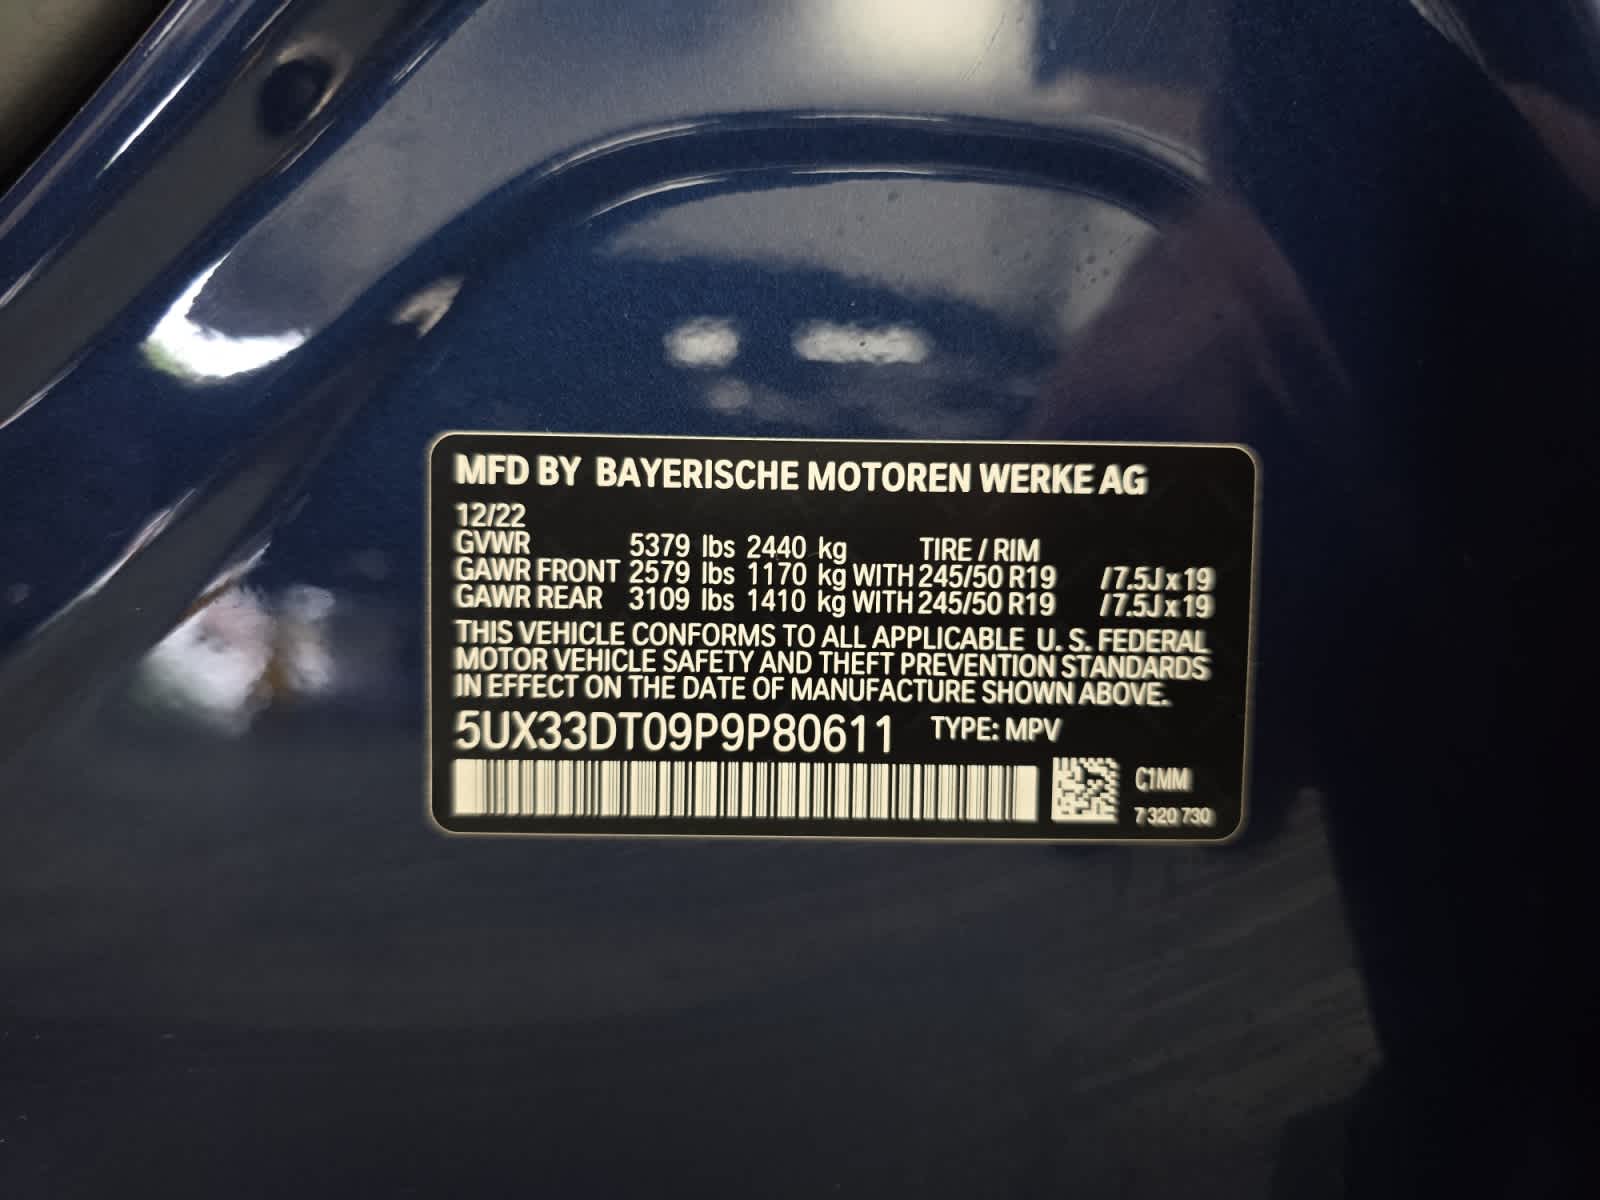 MFD BY BAYERISCHE MOTOREN WERKE AG
12/22
GVWR 5379 lbs 2440 kg TIRE / RIM
GAWR FRONT 2579 lbs 1170 kg WITH 245/50 R19 / 7.5J x 19
GAWR REAR 3109 lbs 1410 kg WITH 245/50 R19 / 7.5J x 19
THIS VEHICLE CONFORMS TO ALL APPLICABLE U. S. FEDERAL
MOTOR VEHICLE SAFETY AND THEFT PREVENTION STANDARDS
IN EFFECT ON THE DATE OF MANUFACTURE SHOWN ABOVE.
5UX33DT09P9P80611 TYPE: MPV
C1MM
7 320 730